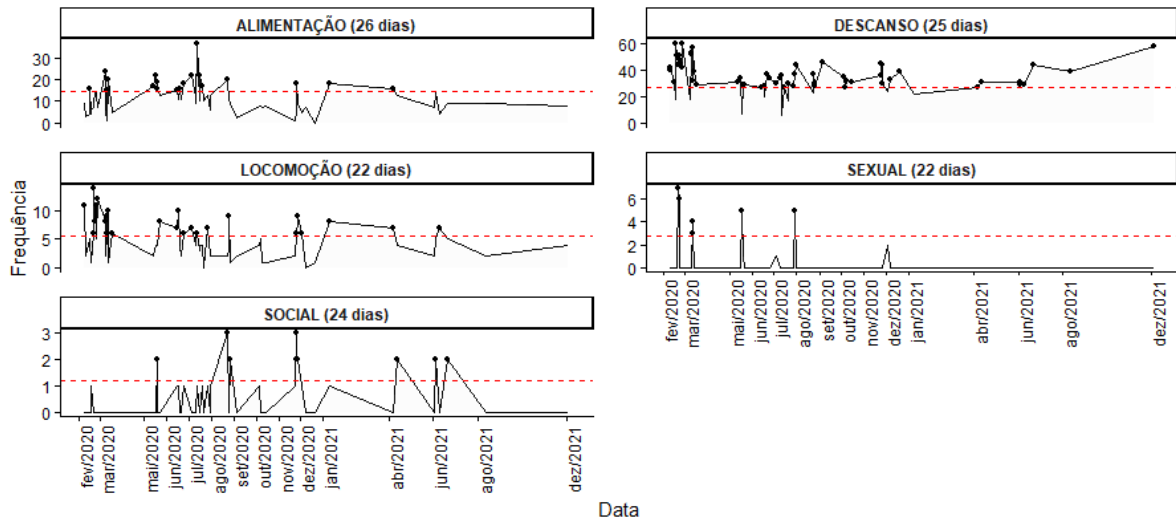 ALIMENTAÇÃO (26 dias)
30
20
10
0
DESCANSO (25 dias)
60
40
20
0
LOCOMOÇÃO (22 dias)
10
5
0
SEXUAL (22 dias)
6
4
2
0
fev/2020
mar/2020
mai/2020
jun/2020
jul/2020
ago/2020
set/2020
out/2020
nov/2020
dez/2020
jan/2021
abr/2021
jun/2021
ago/2021
dez/2021
SOCIAL (24 dias)
3
2
1
0
fev/2020
mar/2020
mai/2020
jun/2020
jul/2020
ago/2020
set/2020
out/2020
nov/2020
dez/2020
jan/2021
abr/2021
jun/2021
ago/2021
dez/2021
Frequência
Data